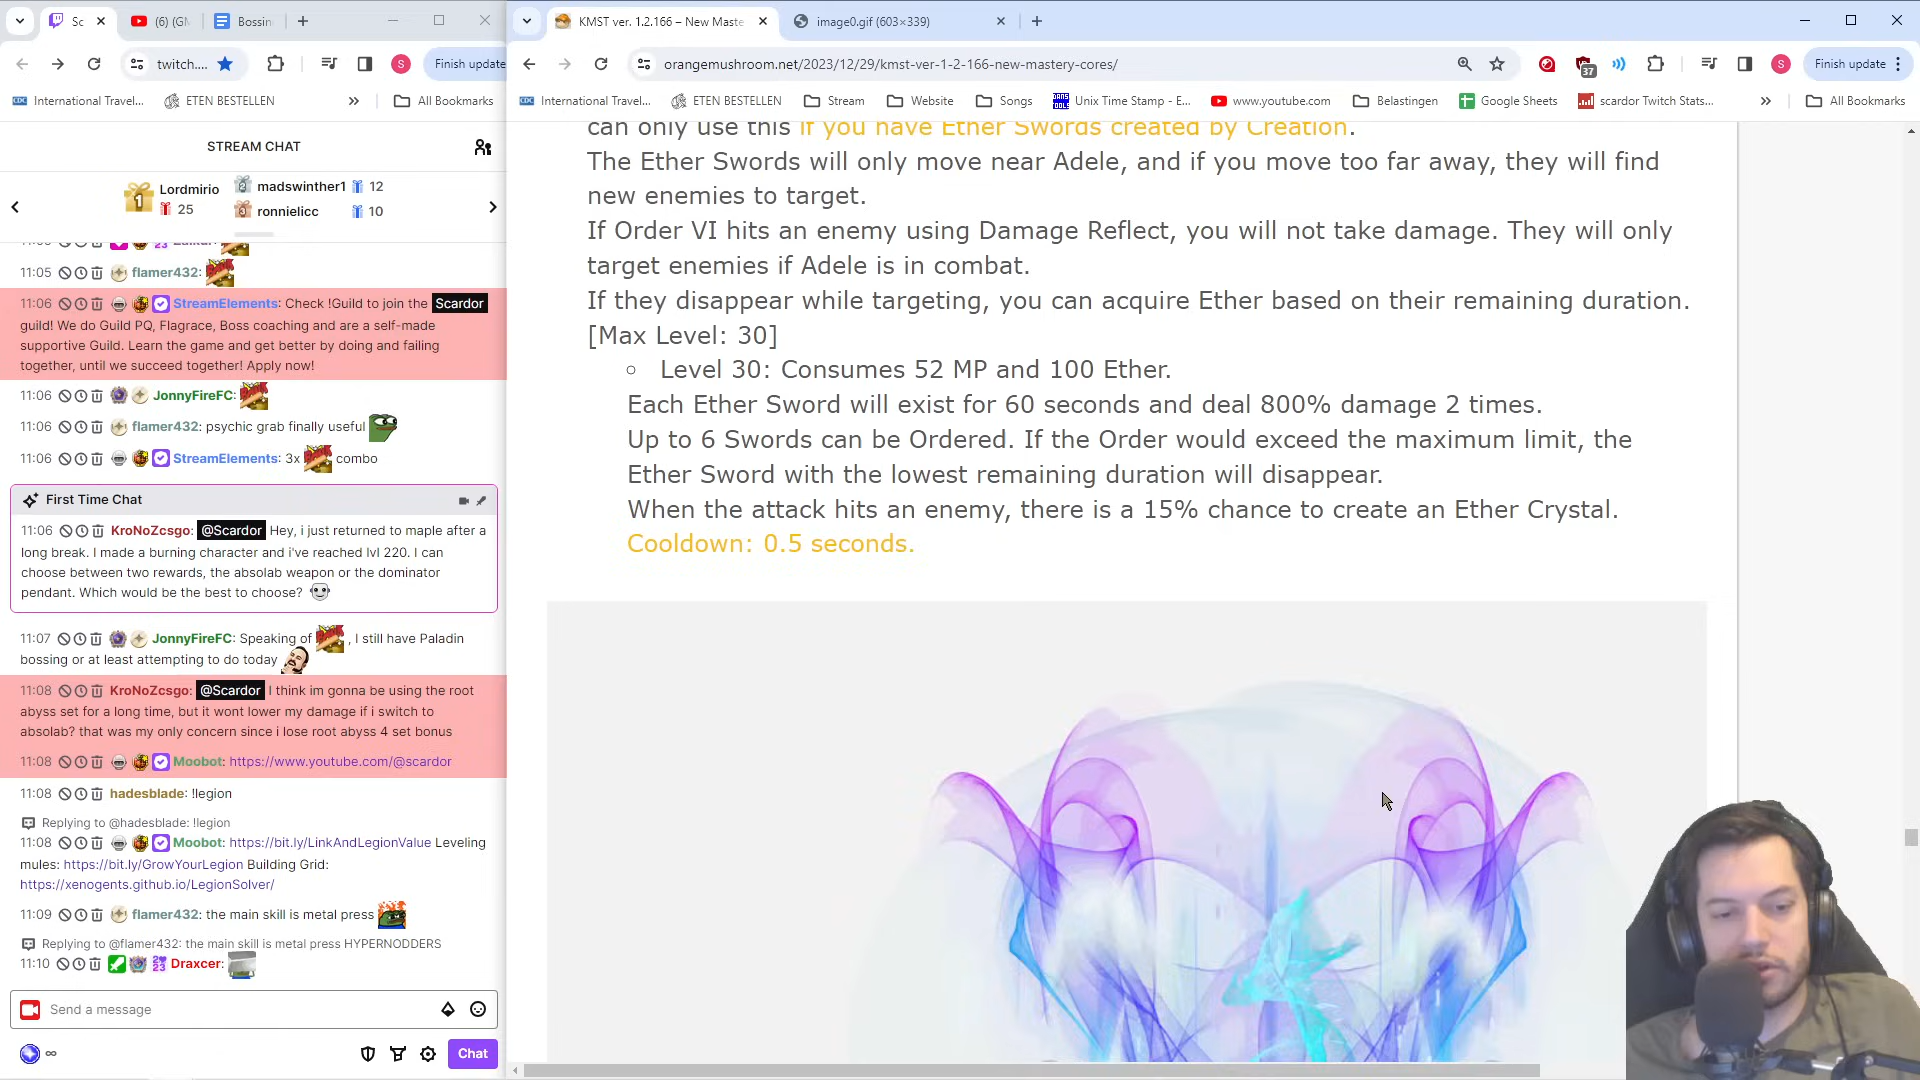 Sc
(6) (GM
Bossin
KMST ver. 1.2.166 – New Maste
image0.gif (603×339)
twitch....
S
Finish update
orangemushroom.net/2023/12/29/kmst-ver-1-2-166-new-mastery-cores/
37
S
Finish update
International Travel...
ETEN BESTELLEN
All Bookmarks
International Travel...
ETEN BESTELLEN
Stream
Website
Songs
Unix Time Stamp - E...
www.youtube.com
Belastingen
Google Sheets
scardor Twitch Stats...
All Bookmarks
STREAM CHAT
1
Lordmirio
25
2
madswinther1
12
3
ronnielicc
10
11:05
flamer432:
11:06
StreamElements: Check !Guild to join the Scardor
guild! We do Guild PQ, Flagrace, Boss coaching and are a self-made
supportive Guild. Learn the game and get better by doing and failing
together, until we succeed together! Apply now!
11:06
JonnyFireFC:
11:06
flamer432: psychic grab finally useful
11:06
StreamElements: 3x combo
First Time Chat
11:06
KroNoZcsgo: @Scardor Hey, i just returned to maple after a
long break. I made a burning character and i've reached lvl 220. I can
choose between two rewards, the absolab weapon or the dominator
pendant. Which would be the best to choose?
11:07
JonnyFireFC: Speaking of , I still have Paladin
bossing or at least attempting to do today
11:08
KroNoZcsgo: @Scardor I think im gonna be using the root
abyss set for a long time, but it wont lower my damage if i switch to
absolab? that was my only concern since i lose root abyss 4 set bonus
11:08
Moobot: https://www.youtube.com/@scardor
11:08
hadesblade: !legion
Replying to @hadesblade: !legion
11:08
Moobot: https://bit.ly/LinkAndLegionValue Leveling
mules: https://bit.ly/GrowYourLegion Building Grid:
https://xenogents.github.io/LegionSolver/
11:09
flamer432: the main skill is metal press
Replying to @flamer432: the main skill is metal press HYPERNODDERS
11:10
Draxcer:
Send a message
∞
Chat
can only use this if you have Ether Swords created by Creation.
The Ether Swords will only move near Adele, and if you move too far away, they will find
new enemies to target.
If Order VI hits an enemy using Damage Reflect, you will not take damage. They will only
target enemies if Adele is in combat.
If they disappear while targeting, you can acquire Ether based on their remaining duration.
[Max Level: 30]
Level 30: Consumes 52 MP and 100 Ether.
Each Ether Sword will exist for 60 seconds and deal 800% damage 2 times.
Up to 6 Swords can be Ordered. If the Order would exceed the maximum limit, the
Ether Sword with the lowest remaining duration will disappear.
When the attack hits an enemy, there is a 15% chance to create an Ether Crystal.
Cooldown: 0.5 seconds.